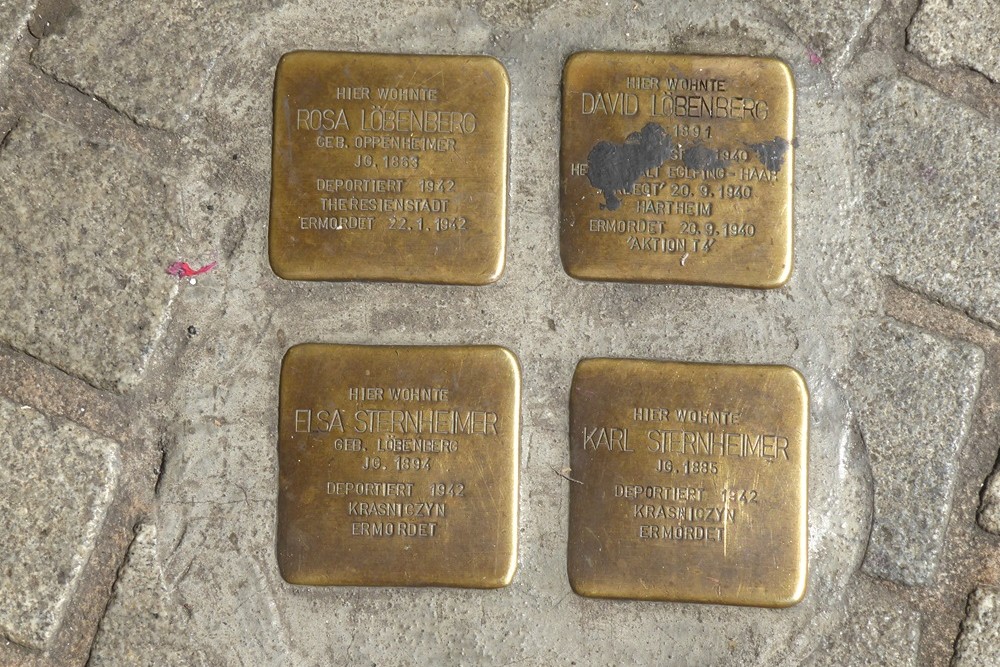 HIER WOHNTE
ROSA LÖBENBERG
GEB. OPPENHEIMER
JG. 1863
DEPORTIERT 1942
THERESIENSTADT
ERMORDET 22.1.1942
HIER WOHNTE
DAVID LÖBENBERG
1891
1940
EGLFING-HAAR
20.9.1940
HARTHEIM
ERMORDET 20.9.1940
'AKTION T4'
HIER WOHNTE
ELSA STERNHEIMER
GEB. LÖBENBERG
JG. 1894
DEPORTIERT 1942
KRASNICZYN
ERMORDET
HIER WOHNTE
KARL STERNHEIMER
JG. 1885
DEPORTIERT 1942
KRASNICZYN
ERMORDET